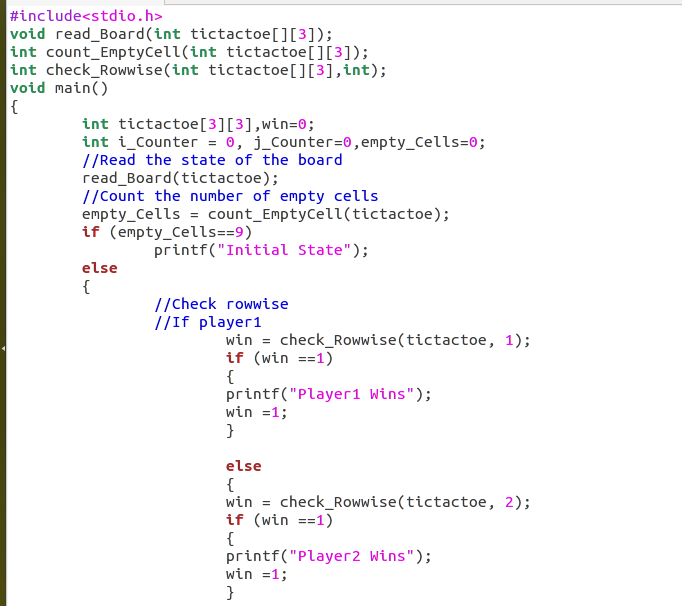 #include<stdio.h>
void read_Board(int tictactoe[][3]);
int count_EmptyCell(int tictactoe[][3]);
int check_Rowwise(int tictactoe[][3],int);
void main()
{
        int tictactoe[3][3],win=0;
        int i_Counter = 0, j_Counter=0,empty_Cells=0;
        //Read the state of the board
        read_Board(tictactoe);
        //Count the number of empty cells
        empty_Cells = count_EmptyCell(tictactoe);
        if (empty_Cells==9)
                printf("Initial State");
        else
        {
                //Check rowwise
                //If player1
                        win = check_Rowwise(tictactoe, 1);
                        if (win ==1)
                        {
                        printf("Player1 Wins");
                        win =1;
                        }
                        else
                        {
                        win = check_Rowwise(tictactoe, 2);
                        if (win ==1)
                        {
                        printf("Player2 Wins");
                        win =1;
                        }